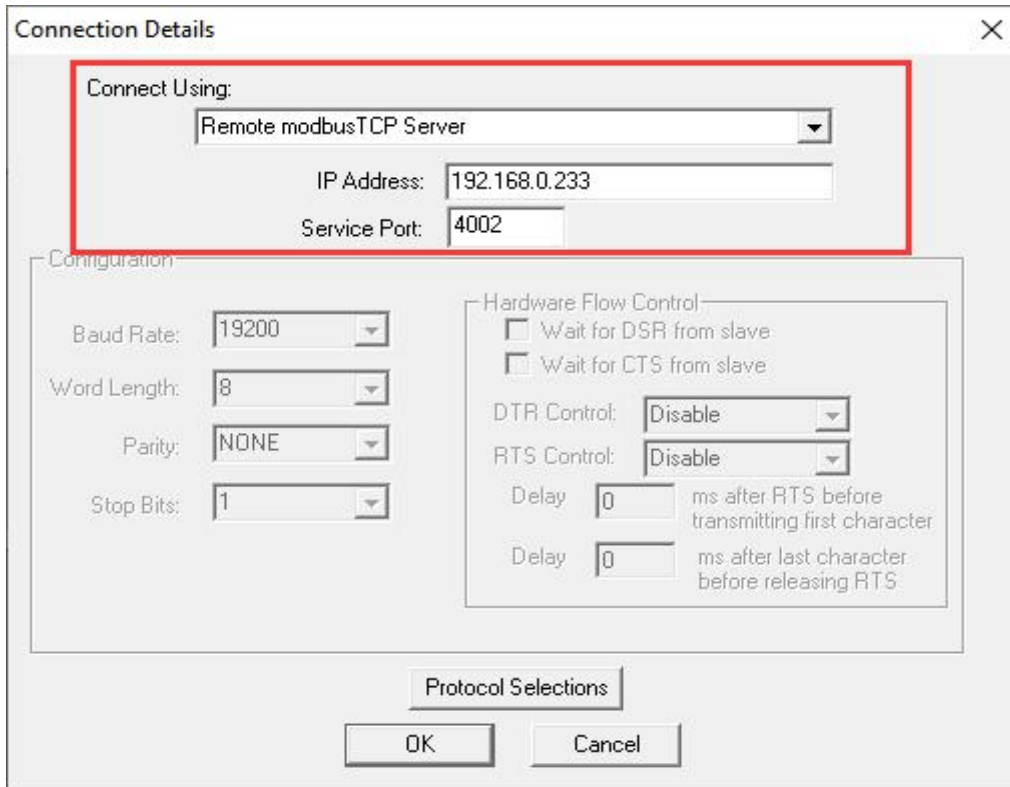 Connection Details
Connect Using:
Remote modbusTCP Server
IP Address: 192.168.0.233
Service Port: 4002
Configuration
Baud Rate: 19200
Word Length: 8
Parity: NONE
Stop Bits: 1
Hardware Flow Control
Wait for DSR from slave
Wait for CTS from slave
DTR Control: Disable
RTS Control: Disable
Delay 0 ms after RTS before
transmitting first character
Delay 0 ms after last character
before releasing RTS
Protocol Selections
OK Cancel